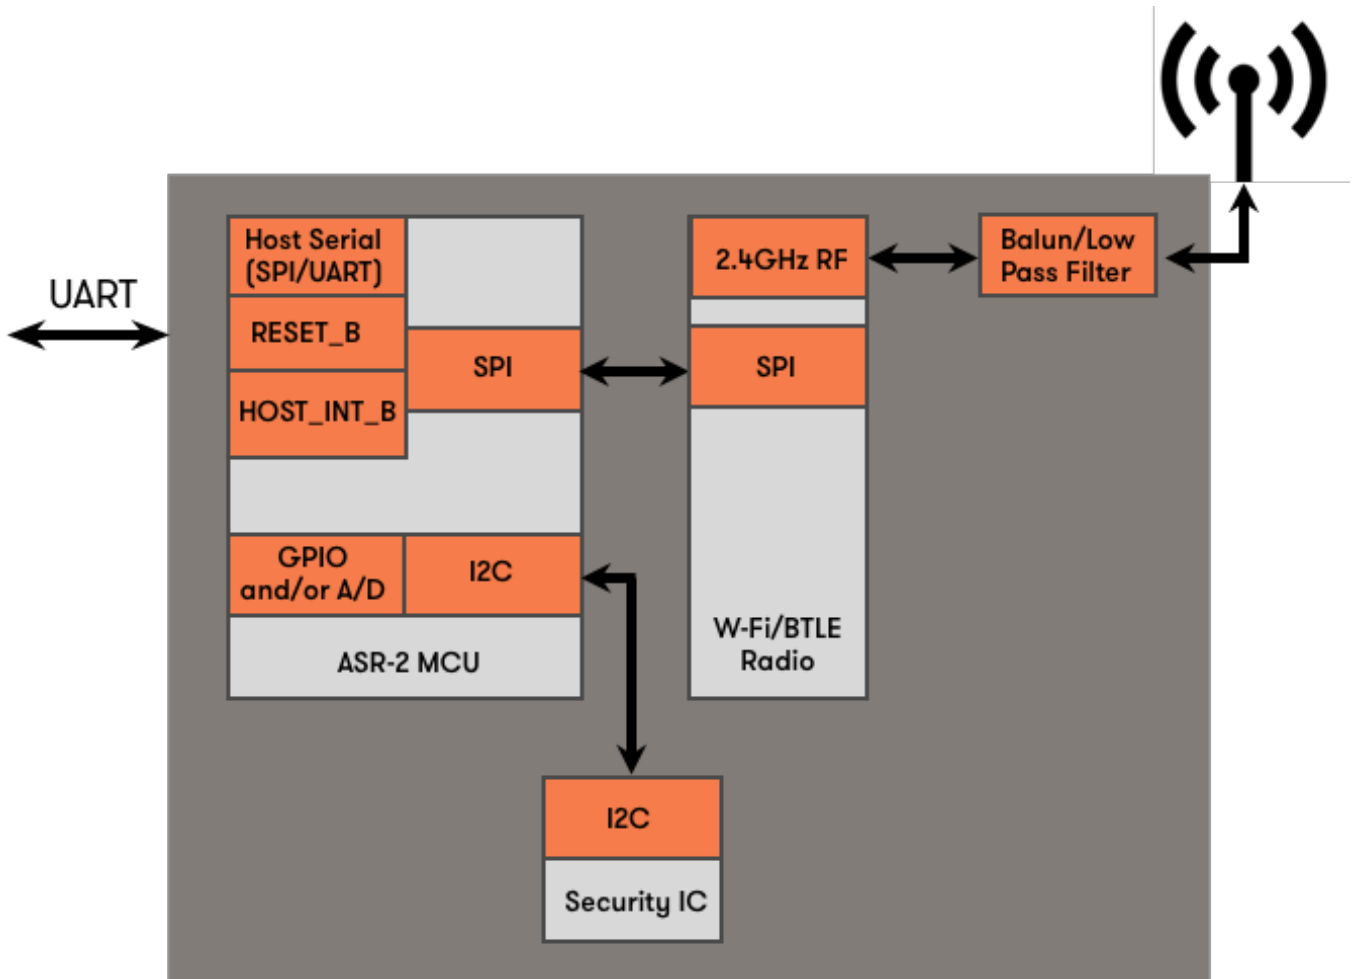 UART
Host Serial
(SPI/UART)
RESET_B
HOST_INT_B
SPI
GPIO
and/or A/D
I2C
ASR-2 MCU
2.4GHz RF
SPI
W-Fi/BTLE
Radio
Balun/Low
Pass Filter
I2C
Security IC